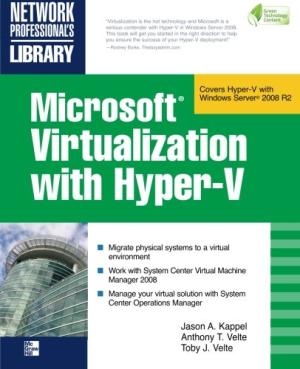 NETWORK
PROFESSIONAL'S
LIBRARY
"Virtualization is the hot technology and Microsoft is a
serious contender with Hyper-V in Windows Server 2008.
This book will get you started in the right direction to help
you ensure the success of your Hyper-V deployment!"
—Rodney Buike, Thelazyadmin.com
Green
Technology
Content
Covers Hyper-V with
Windows Server® 2008 R2
Microsoft®
Virtualization
with Hyper-V
Migrate physical systems to a virtual
environment
Work with System Center Virtual Machine
Manager 2008
Manage your virtual solution with System
Center Operations Manager
Mc
Graw
Hill
Jason A. Kappel
Anthony T. Velte
Toby J. Velte